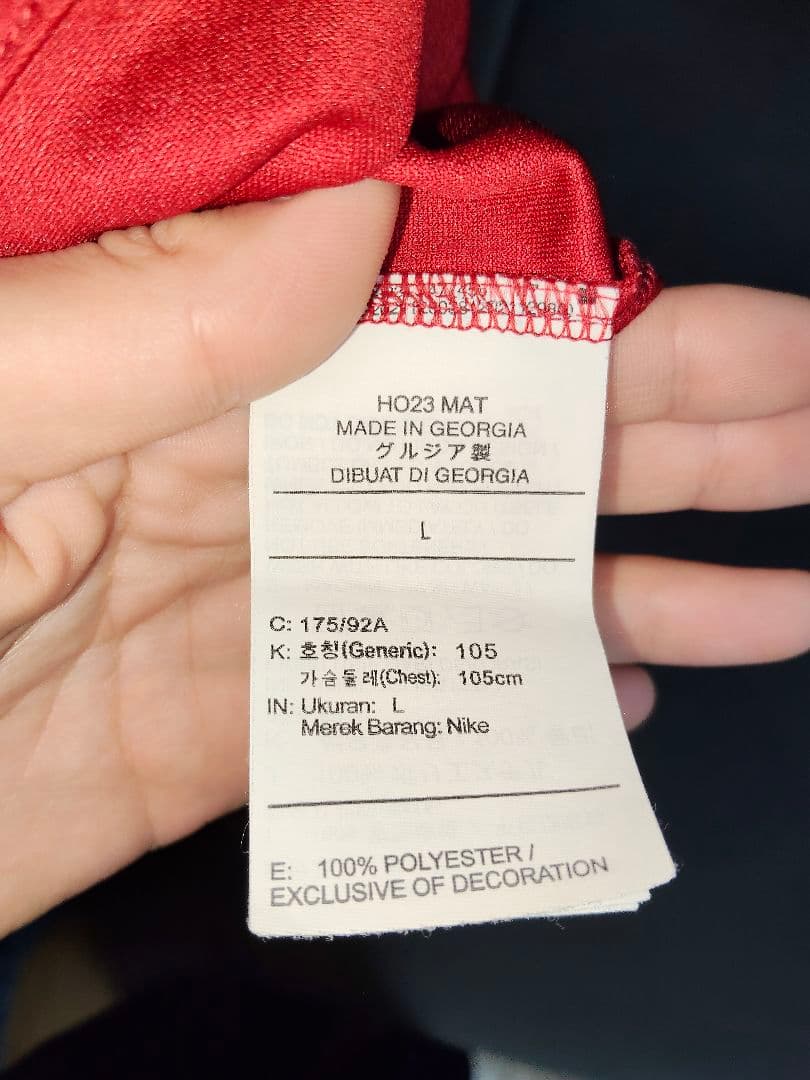 HO23 MAT
MADE IN GEORGIA
グルジア製
DIBUAT DI GEORGIA
L
C: 175/92A
K: 호칭(Generic): 105
가슴둘레(Chest): 105cm
IN: Ukuran: L
Merek Barang: Nike
E: 100% POLYESTER /
EXCLUSIVE OF DECORATION